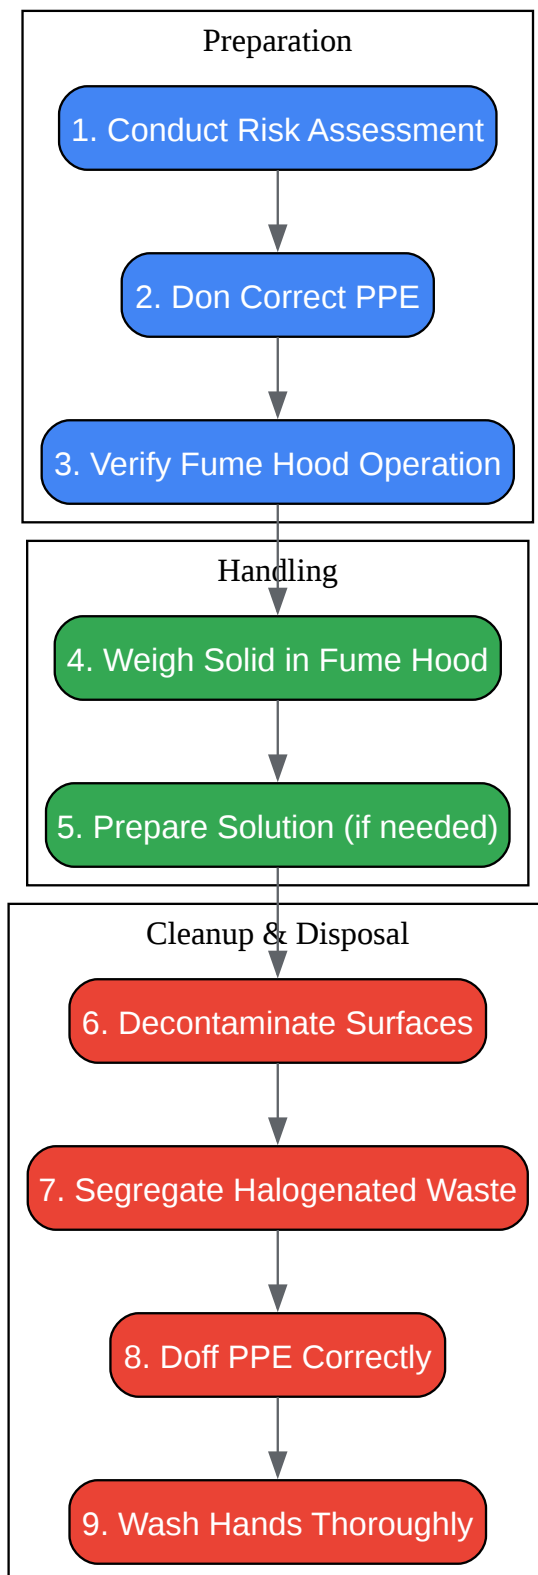 Preparation
1. Conduct Risk Assessment
2. Don Correct PPE
3. Verify Fume Hood Operation
Handling
4. Weigh Solid in Fume Hood
5. Prepare Solution (if needed)
Cleanup & Disposal
6. Decontaminate Surfaces
7. Segregate Halogenated Waste
8. Doff PPE Correctly
9. Wash Hands Thoroughly